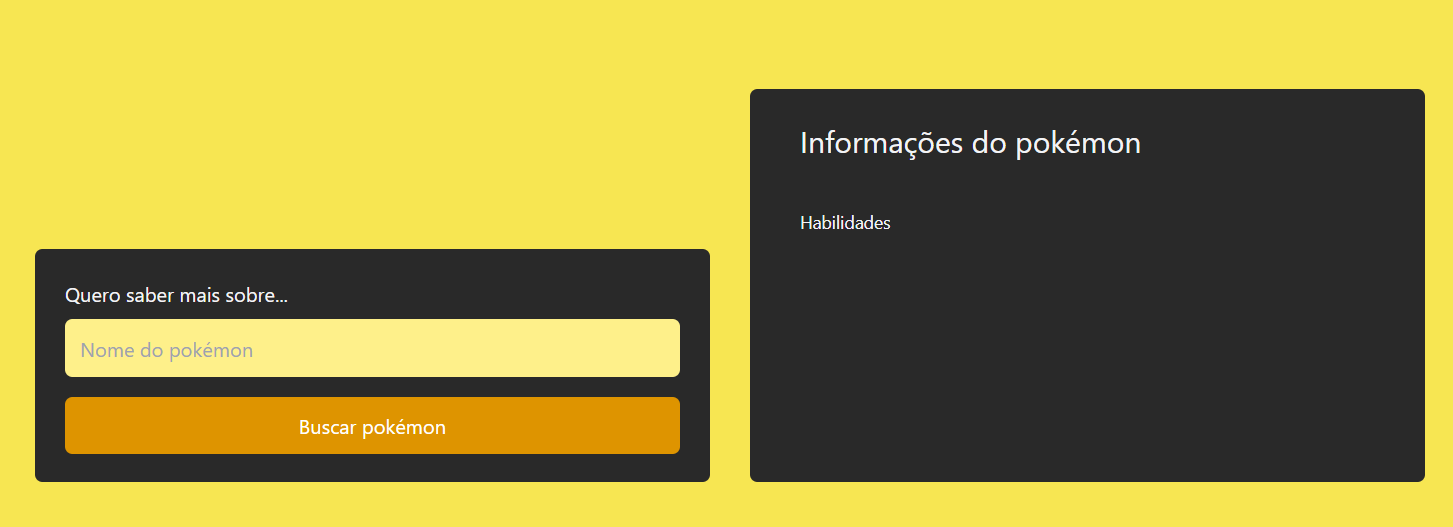 Quero saber mais sobre...
Nome do pokémon
Buscar pokémon
Informações do pokémon
Habilidades